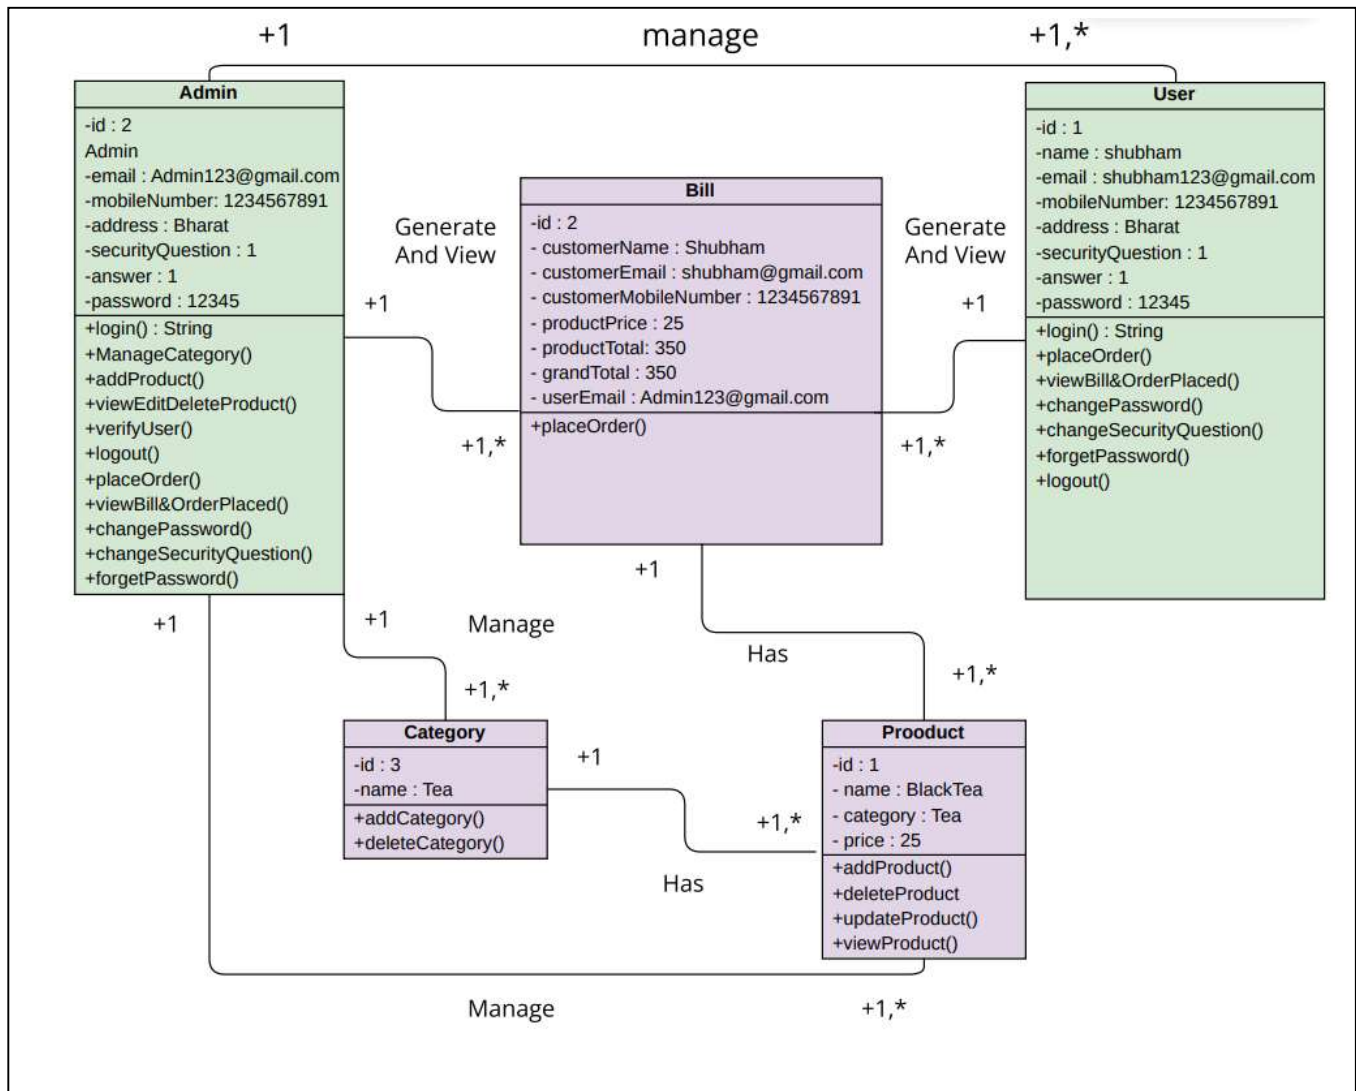 +1
manage
+1,*
Admin
-id : 2
Admin
-email : Admin123@gmail.com
-mobileNumber: 1234567891
-address : Bharat
-securityQuestion : 1
-answer : 1
-password : 12345
+login() : String
+ManageCategory()
+addProduct()
+viewEditDeleteProduct()
+verifyUser()
+logout()
+placeOrder()
+viewBill&OrderPlaced()
+changePassword()
+changeSecurityQuestion()
+forgetPassword()
Generate
And View
+1
+1,*
Bill
-id : 2
- customerName : Shubham
- customerEmail : shubham@gmail.com
- customerMobileNumber : 1234567891
- productPrice : 25
- productTotal: 350
- grandTotal : 350
- userEmail : Admin123@gmail.com
+placeOrder()
Generate
And View
+1
+1,*
User
-id : 1
-name : shubham
-email : shubham123@gmail.com
-mobileNumber: 1234567891
-address : Bharat
-securityQuestion : 1
-answer : 1
-password : 12345
+login() : String
+placeOrder()
+viewBill&OrderPlaced()
+changePassword()
+changeSecurityQuestion()
+forgetPassword()
+logout()
+1
+1
Manage
+1,*
+1
Has
+1,*
Category
-id : 3
-name : Tea
+addCategory()
+deleteCategory()
+1
+1,*
Has
Prooduct
-id : 1
- name : BlackTea
- category : Tea
- price : 25
+addProduct()
+deleteProduct
+updateProduct()
+viewProduct()
Manage
+1,*